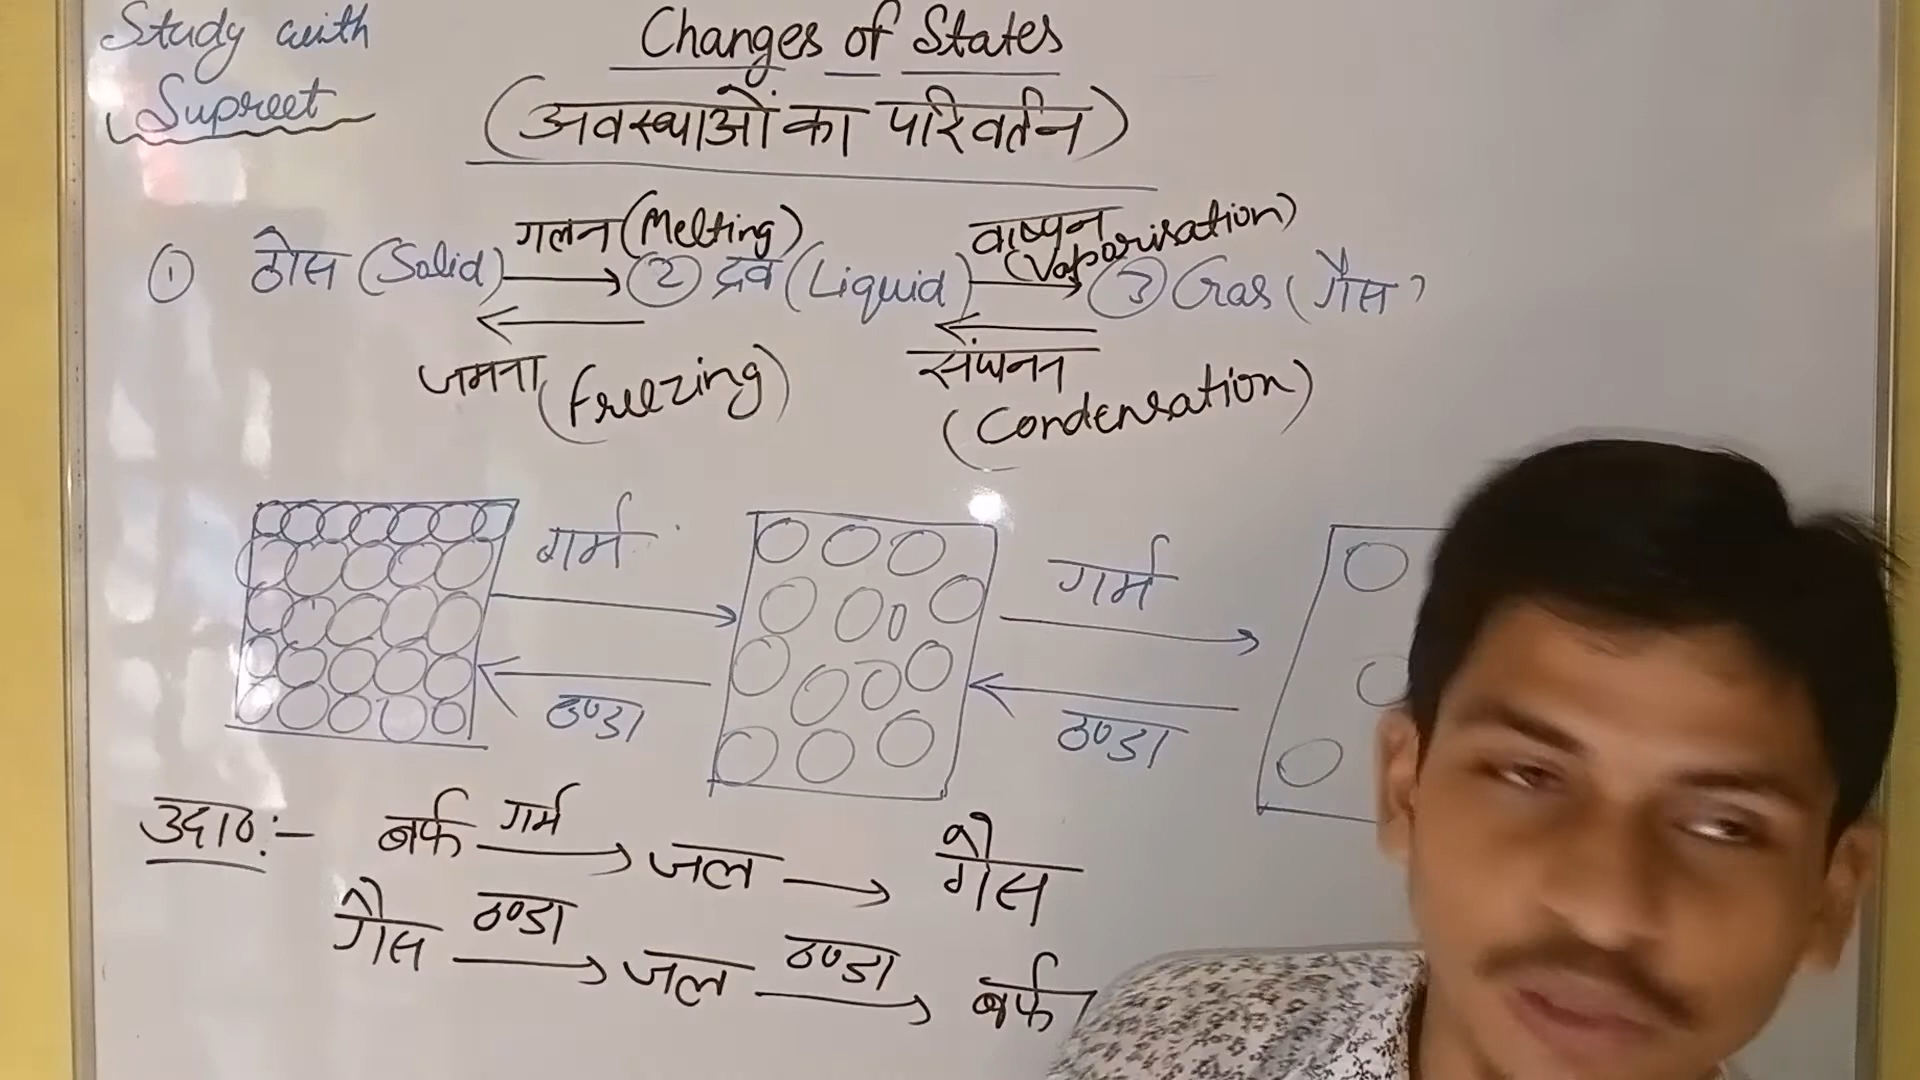 Study with
Supreet
Changes of States
(अवस्थाओं का परिवर्तन)
गलन (Melting) वाष्पन (Vaporisation)
① ठोस (Solid) → ② द्रव (Liquid) → ③ Gas (गैस)
← ←
जमना (Freezing) संघनन (Condensation)
गर्म गर्म
ठण्डा ठण्डा
उदाo:- बर्फ गर्म → जल → गैस
गैस ठण्डा → जल ठण्डा → बर्फ